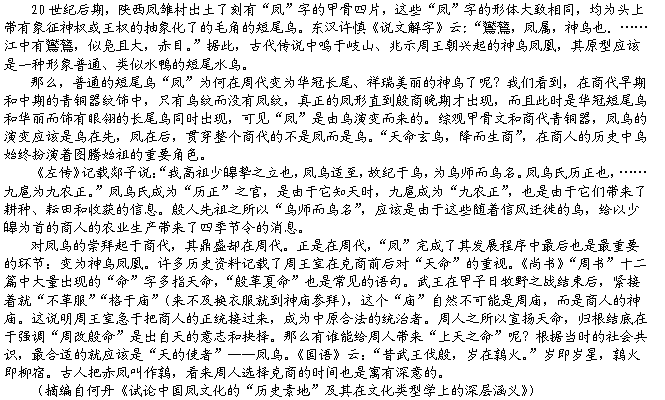 20 世纪后期，陕西凤雏村出土了刻有“凤”字的甲骨四片，这些“凤”字的形体大致相同，均为头上
带有象征神权或王权的抽象化了的毛角的短尾鸟。东汉许慎《说文解字》云：“鸑鷟，凤属，神鸟也。……
江中有鸑鷟，似凫且大，赤目。”据此，古代传说中鸣于岐山、兆示周王朝兴起的神鸟凤凰，其原型应该
是一种形象普通、类似水鸭的短尾水鸟。
那么，普通的短尾鸟“凤”为何在周代变为华冠长尾、祥瑞美丽的神鸟了呢？我们看到，在商代早期
和中期的青铜器纹饰中，只有鸟纹而没有凤纹，真正的凤形直到殷商晚期才出现，而且此时是华冠短尾鸟
和华丽而饰有眼翎的长尾鸟同时出现，可见“凤”是由鸟演变而来的。综观甲骨文和商代青铜器，凤鸟的
演变应该是鸟在先，凤在后，贯穿整个商代的不是凤而是鸟。“天命玄鸟，降而生商”，在商人的历史中鸟
始终扮演着图腾始祖的重要角色。
《左传》记载郯子说：“我高祖少皞挚之立也，凤鸟适至，故纪于鸟，为鸟师而鸟名。凤鸟氏历正也，……
九扈为九农正。”凤鸟氏成为“历正”之官，是由于它知天时，九扈成为“九农正”，也是由于它们带来了
耕种、耘田和收获的信息。殷人先祖之所以“鸟师而鸟名”，应该是由于这些随着信风迁徙的鸟，给以少
皞为首的商人的农业生产带来了四季节令的消息。
对凤鸟的崇拜起于商代，其鼎盛却在周代。正是在周代，“凤”完成了其发展程序中最后也是最重要
的环节：变为神鸟凤凰。许多历史资料记载了周王室在克商前后对“天命”的重视。《尚书》“周书”十二
篇中大量出现的“命”字多指天命，“殷革夏命”也是常见的语句。武王在甲子日牧野之战结束后，紧接
着就“不革服”“格于庙”（来不及换衣服就到神庙参拜），这个“庙”自然不可能是周庙，而是商人的神
庙。这说明周王室急于把商人的正统接过来，成为中原合法的统治者。周人之所以宣扬天命，归根结底在
于强调“周改殷命”是出自天的意志和抉择。那么有谁能给周人带来“上天之命”呢？根据当时的社会共
识，最合适的就应该是“天的使者”——凤鸟。《国语》云：“昔武王伐殷，岁在鹑火。”岁即岁星，鹑火
即柳宿。古人把赤凤叫作鹑，看来周人选择克商的时间也是寓有深意的。
（摘编自何丹《试论中国凤文化的“历史素地”及其在文化类型学上的深层涵义》）